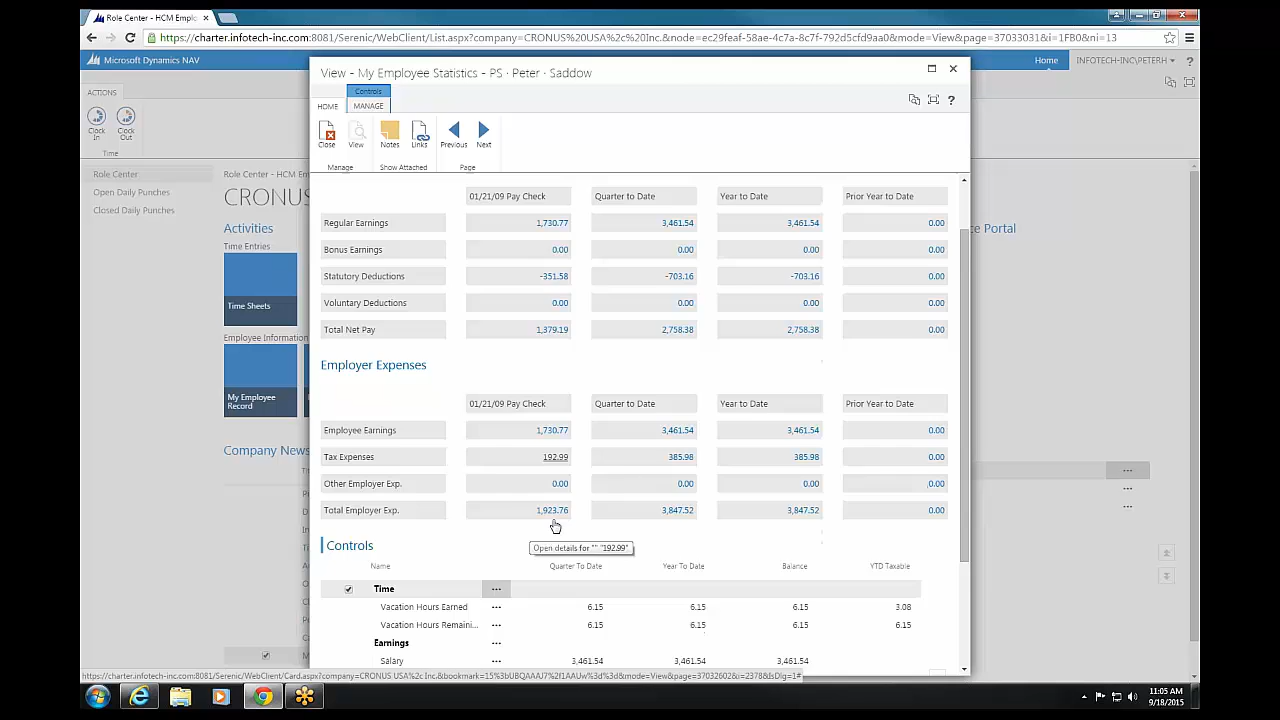 Role Center - HCM Emplo ×
https://charter.infotech-inc.com:8081/Serenic/WebClient/List.aspx?company=CRONUS%20USA%2c%20Inc.&node=ec29feaf-58ae-4c7a-8c7f-792d5cfd9aa0&mode=View&page=37033031&i=1FB0&ni=13
Microsoft Dynamics NAV
Home
INFOTECH-INC\PETERH
?
ACTIONS
Clock In
Clock Out
Time
Role Center
Open Daily Punches
Closed Daily Punches
Role Center - HCM E
CRONUS
Activities
Time Entries
Time Sheets
Employee Information
My Employee Record
Company News
View - My Employee Statistics - PS · Peter · Saddow
Controls
HOME
MANAGE
?
Close
View
Notes
Links
Previous
Next
Manage
Show Attached
Page
01/21/09 Pay Check Quarter to Date Year to Date Prior Year to Date
Regular Earnings 1,730.77 3,461.54 3,461.54 0.00
Bonus Earnings 0.00 0.00 0.00 0.00
Statutory Deductions -351.58 -703.16 -703.16 0.00
Voluntary Deductions 0.00 0.00 0.00 0.00
Total Net Pay 1,379.19 2,758.38 2,758.38 0.00
Employer Expenses
01/21/09 Pay Check Quarter to Date Year to Date Prior Year to Date
Employee Earnings 1,730.77 3,461.54 3,461.54 0.00
Tax Expenses 192.99 385.98 385.98 0.00
Other Employer Exp. 0.00 0.00 0.00 0.00
Total Employer Exp. 1,923.76 3,847.52 3,847.52 0.00
Open details for "" "192.99"
Controls
Name Quarter To Date Year To Date Balance YTD Taxable
Time ...
Vacation Hours Earned ... 6.15 6.15 6.15 3.08
Vacation Hours Remaini... ... 6.15 6.15 6.15 6.15
Earnings ...
Salary ... 3,461.54 3,461.54 3,461.54
ce Portal
...
...
...
11:05 AM
9/18/2015